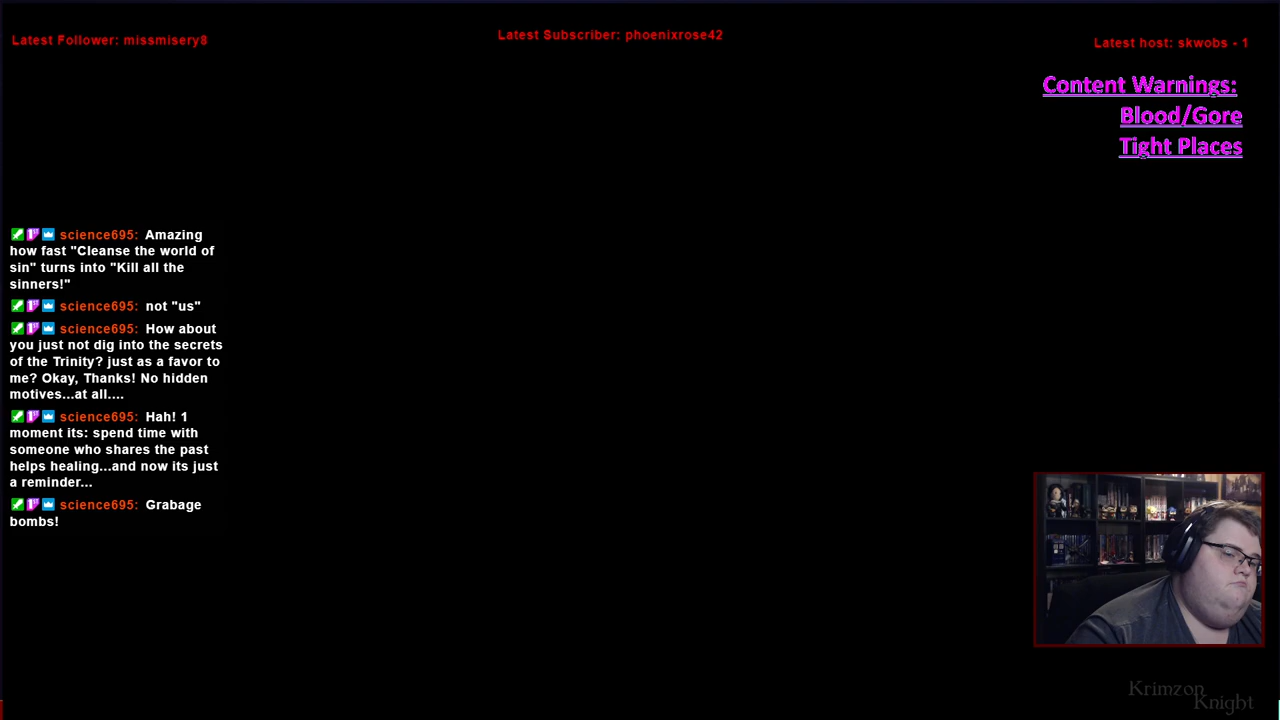 Latest Follower: missmisery8
Latest Subscriber: phoenixrose42
Latest host: skwobs - 1
Content Warnings:
Blood/Gore
Tight Places
science695: Amazing
how fast "Cleanse the world of
sin" turns into "Kill all the
sinners!"
science695: not "us"
science695: How about
you just not dig into the secrets
of the Trinity? just as a favor to
me? Okay, Thanks! No hidden
motives...at all....
science695: Hah! 1
moment its: spend time with
someone who shares the past
helps healing...and now its just
a reminder...
science695: Grabage
bombs!
Krimzon
Knight